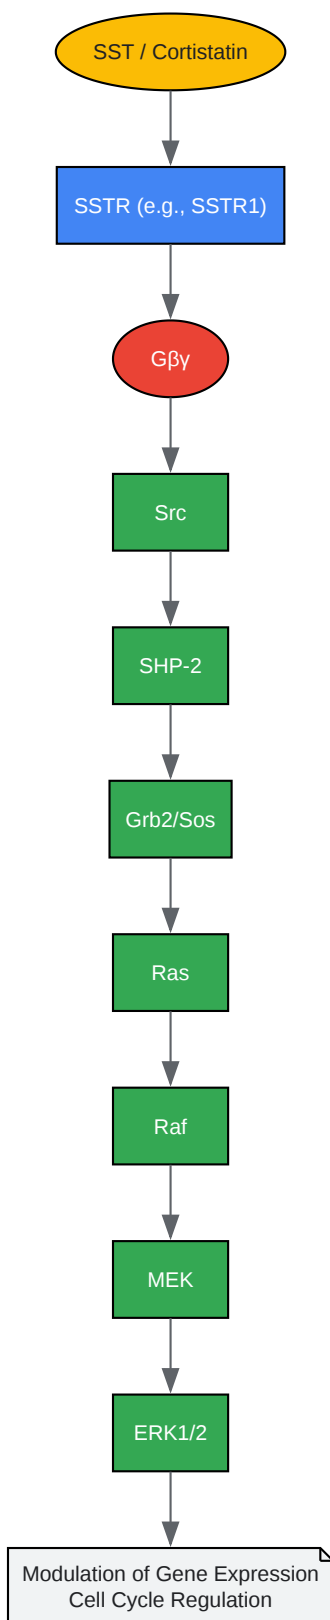 SST / Cortistatin
SSTR (e.g., SSTR1)
Gβγ
Src
SHP-2
Grb2/Sos
Ras
Raf
MEK
ERK1/2
Modulation of Gene Expression
Cell Cycle Regulation